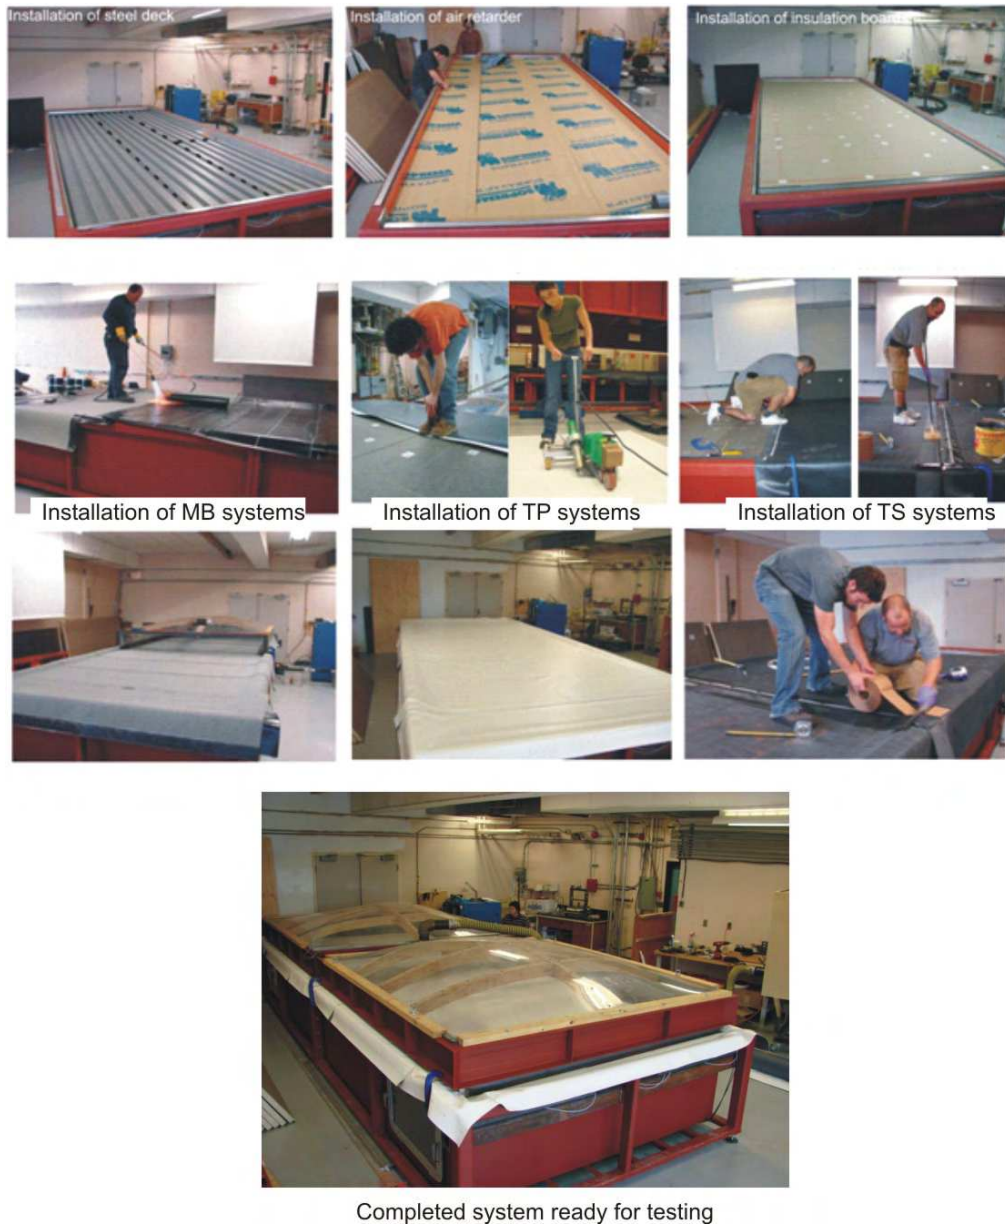 Installation of steel deck
Installation of air retarder
Installation of insulation boards
Installation of MB systems
Installation of TP systems
Installation of TS systems
Completed system ready for testing